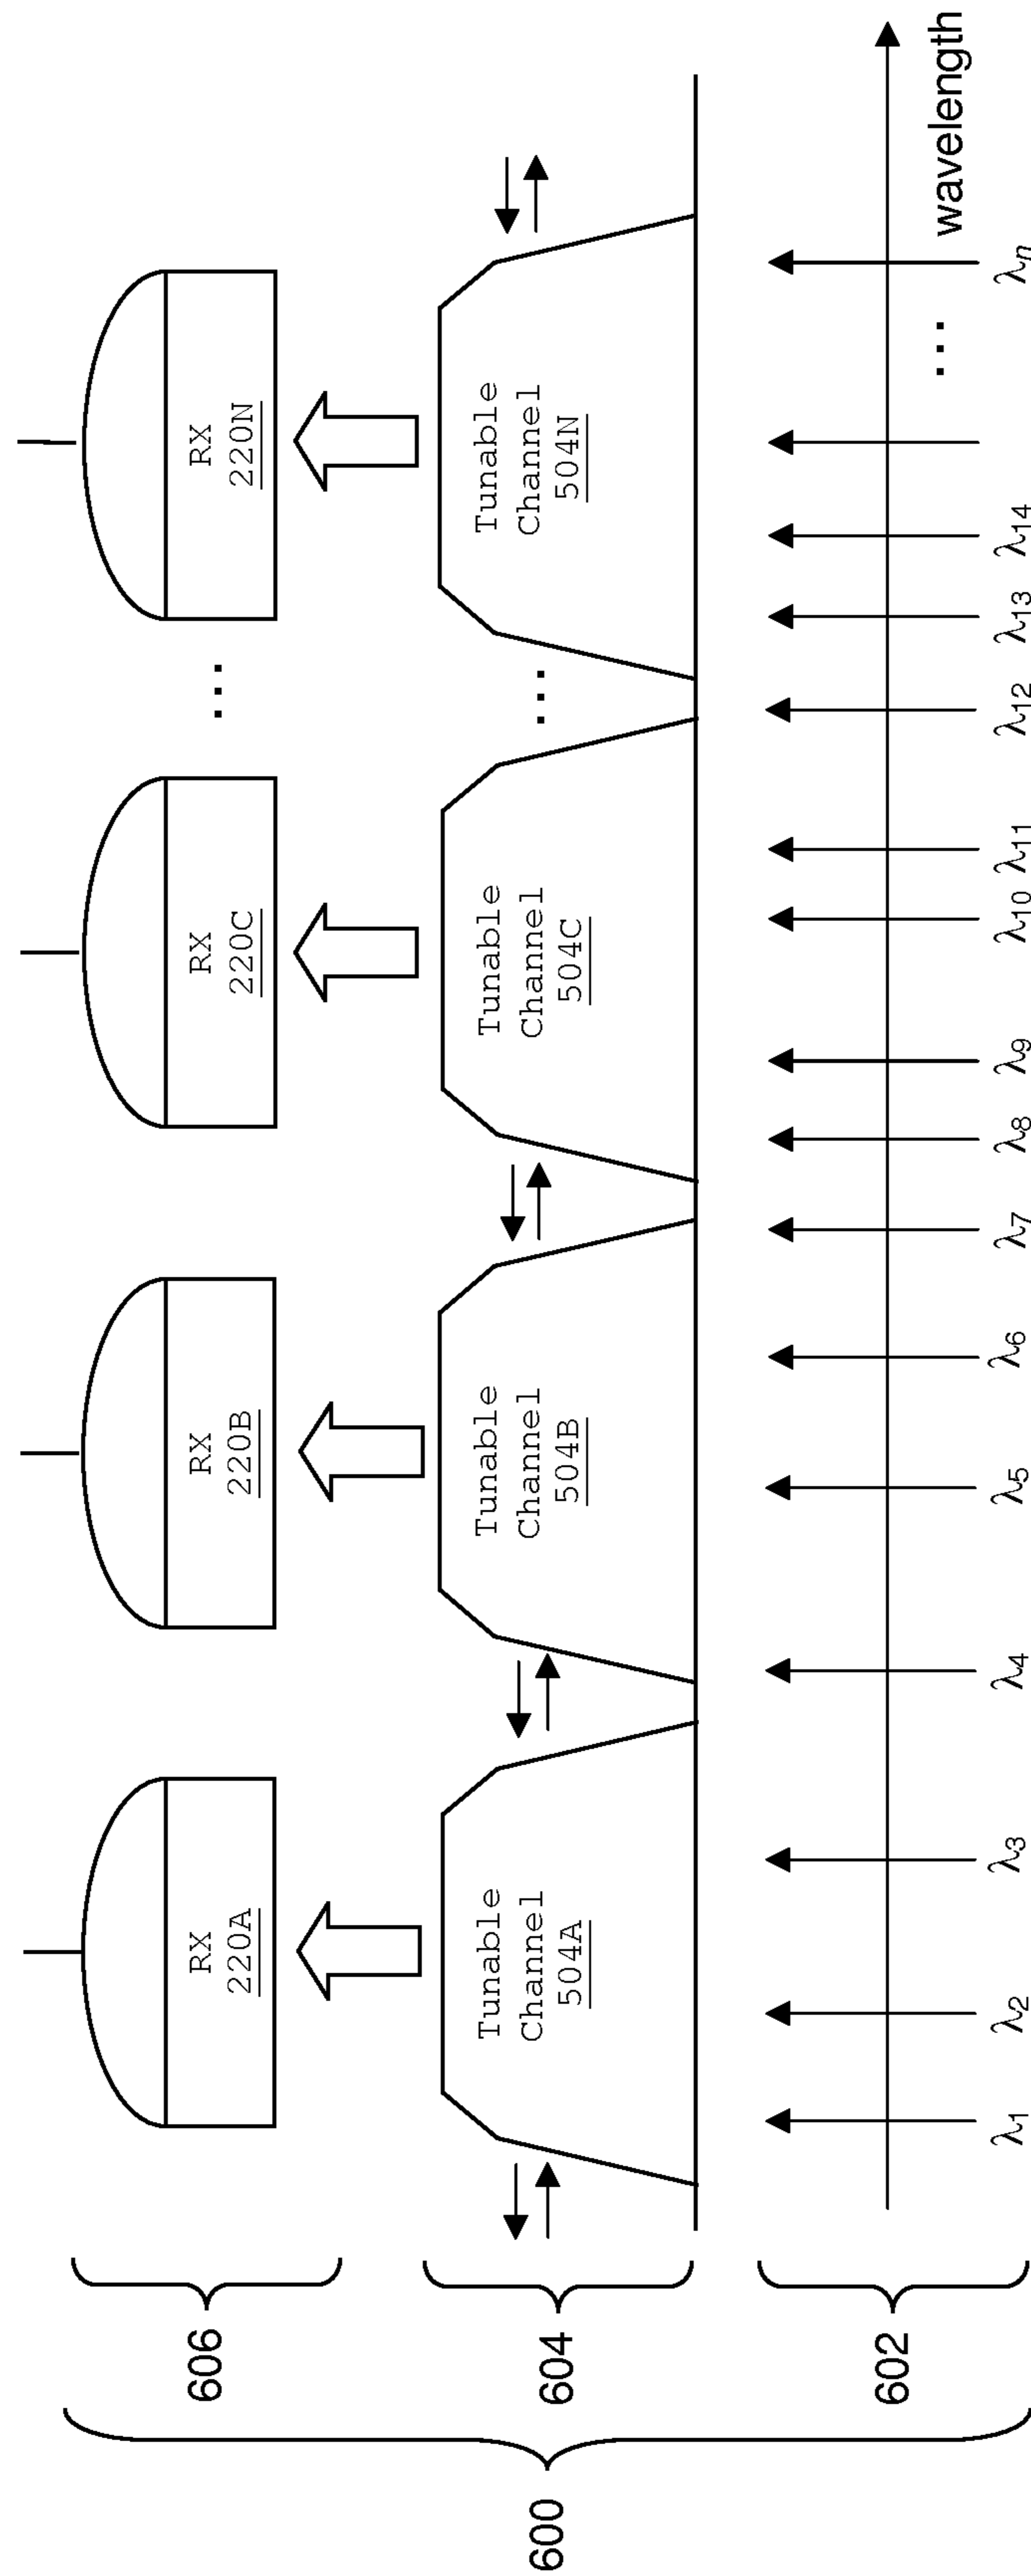 600
606
RX
220A
RX
220B
RX
220C
...
RX
220N
604
Tunable
Channel
504A
Tunable
Channel
504B
Tunable
Channel
504C
...
Tunable
Channel
504N
602
...
wavelength
λ1
λ2
λ3
λ4
λ5
λ6
λ7
λ8
λ9
λ10
λ11
λ12
λ13
λ14
λn